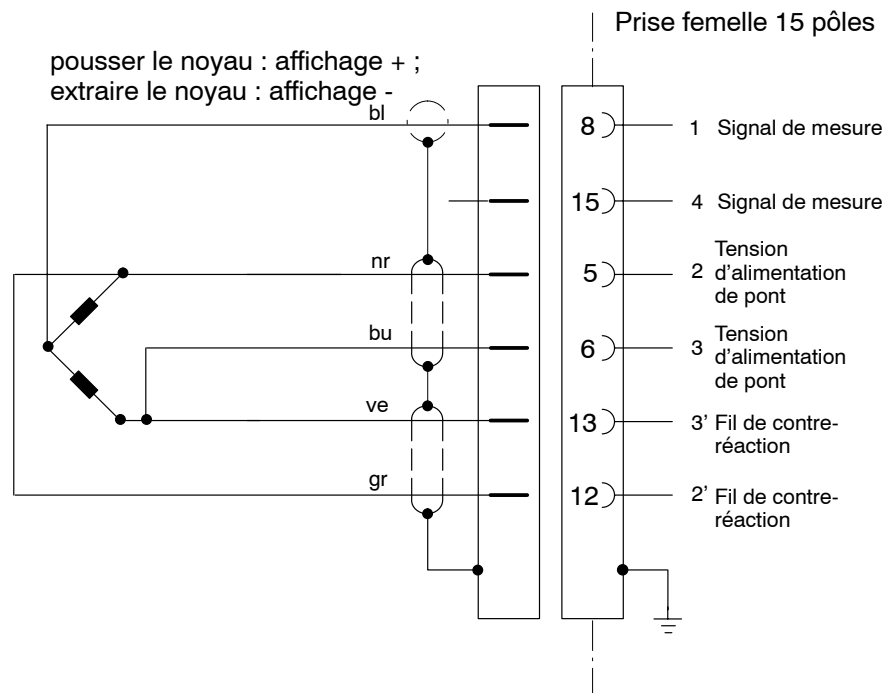 Prise femelle 15 pôles
pousser le noyau : affichage + ;
extraire le noyau : affichage -
bl
8
1 Signal de mesure
15
4 Signal de mesure
nr
5
2 Tension
d'alimentation
de pont
bu
6
3 Tension
d'alimentation
de pont
ve
13
3' Fil de contre-
réaction
gr
12
2' Fil de contre-
réaction